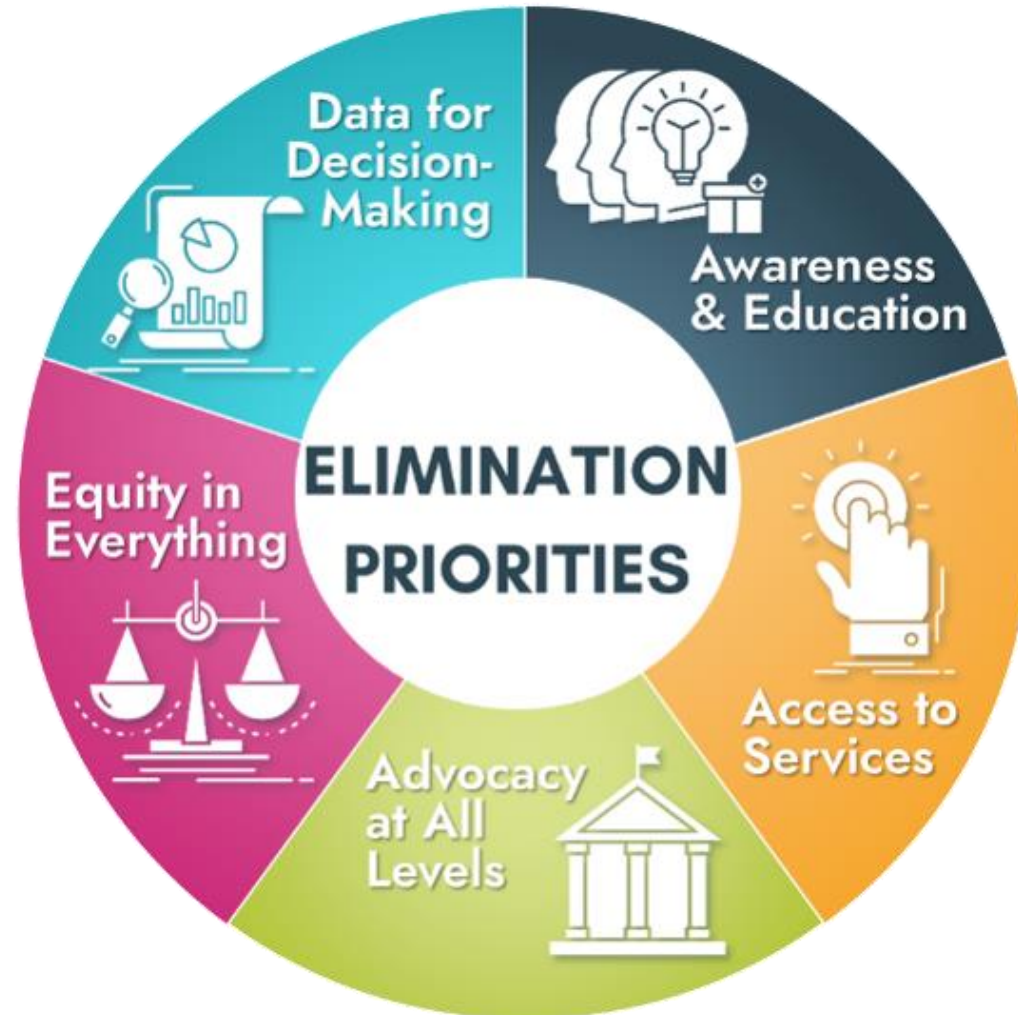 Data for
Decision-
Making
Awareness
& Education
ELIMINATION
PRIORITIES
Equity in
Everything
Access to
Services
Advocacy
at All
Levels